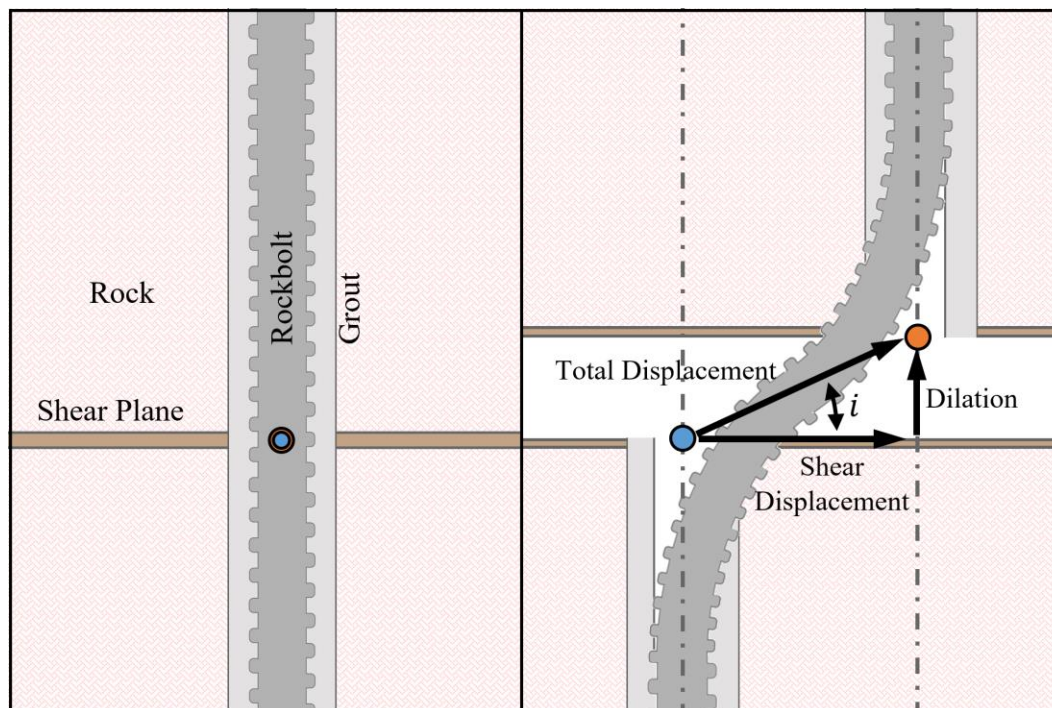 Rock
Rockbolt
Grout
Shear Plane
Total Displacement
i
Dilation
Shear
Displacement